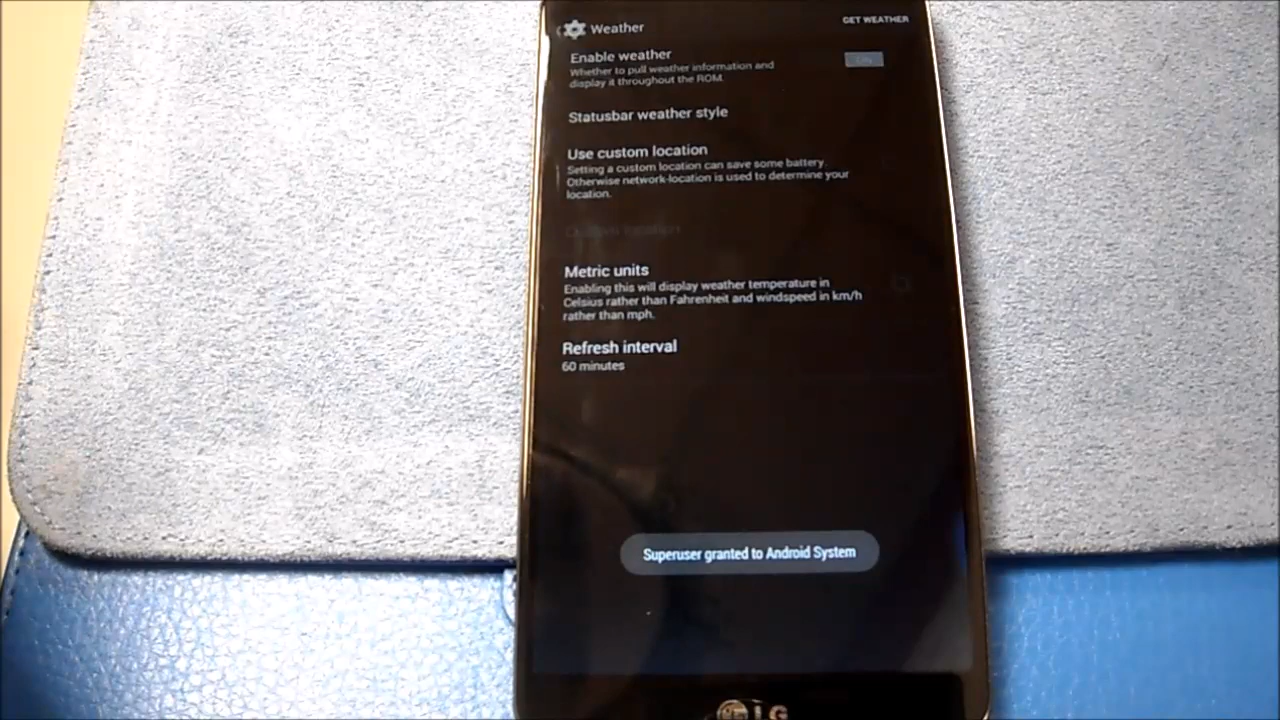 Weather
GET WEATHER
Enable weather
Whether to pull weather information and
display it throughout the ROM.
Statusbar weather style
Use custom location
Setting a custom location can save some battery.
Otherwise network-location is used to determine your
location.
Custom location
Metric units
Enabling this will display weather temperature in
Celsius rather than Fahrenheit and windspeed in km/h
rather than mph.
Refresh interval
60 minutes
Superuser granted to Android System
LG